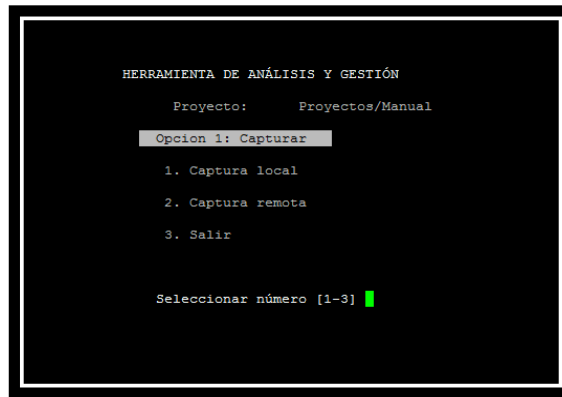 HERRAMIENTA DE ANÁLISIS Y GESTIÓN
Proyecto: Proyectos/Manual
Opcion 1: Capturar
1. Captura local
2. Captura remota
3. Salir
Seleccionar número [1-3]